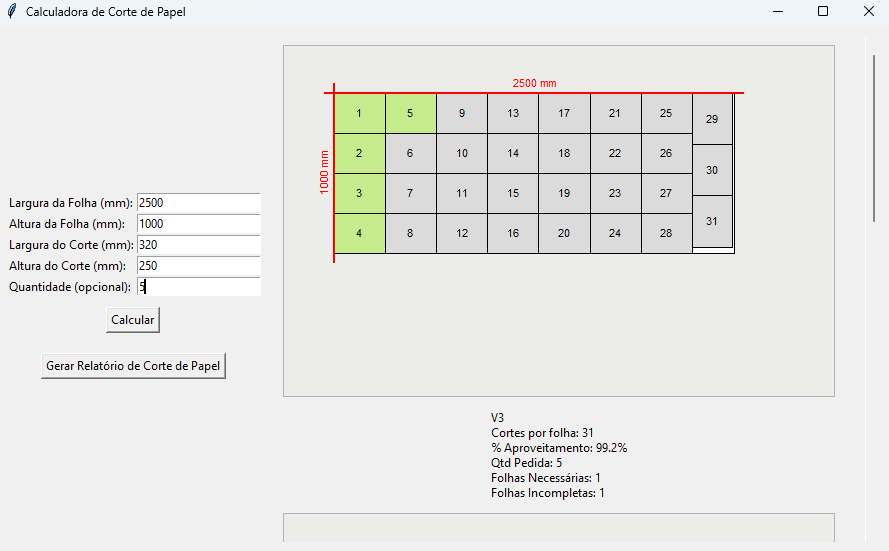 Calculadora de Corte de Papel
Largura da Folha (mm): 2500
Altura da Folha (mm): 1000
Largura do Corte (mm): 320
Altura do Corte (mm): 250
Quantidade (opcional): 5
Calcular
Gerar Relatório de Corte de Papel
2500 mm
1000 mm
1 5 9 13 17 21 25 29
2 6 10 14 18 22 26 30
3 7 11 15 19 23 27 31
4 8 12 16 20 24 28
V3
Cortes por folha: 31
% Aproveitamento: 99.2%
Qtd Pedida: 5
Folhas Necessárias: 1
Folhas Incompletas: 1